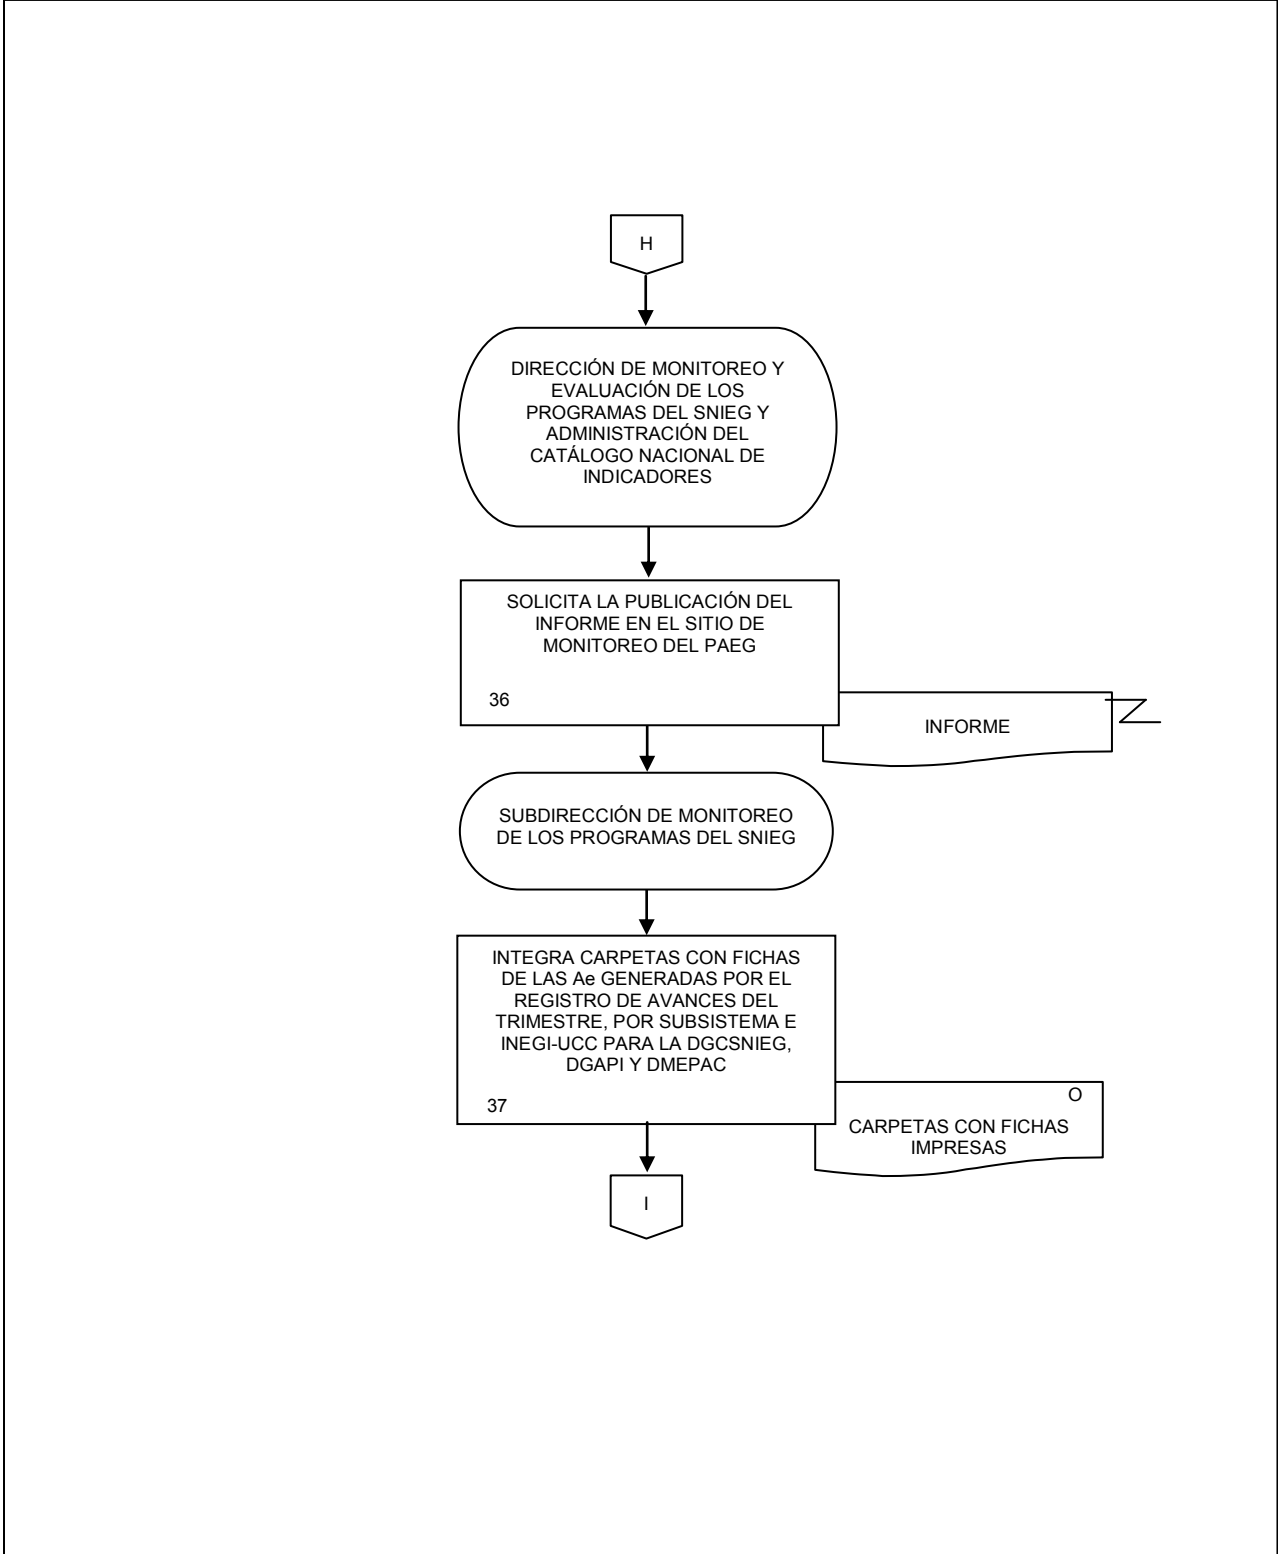 H
DIRECCIÓN DE MONITOREO Y
EVALUACIÓN DE LOS
PROGRAMAS DEL SNIEG Y
ADMINISTRACIÓN DEL
CATÁLOGO NACIONAL DE
INDICADORES
SOLICITA LA PUBLICACIÓN DEL
INFORME EN EL SITIO DE
MONITOREO DEL PAEG
36
INFORME
SUBDIRECCIÓN DE MONITOREO
DE LOS PROGRAMAS DEL SNIEG
INTEGRA CARPETAS CON FICHAS
DE LAS Ae GENERADAS POR EL
REGISTRO DE AVANCES DEL
TRIMESTRE, POR SUBSISTEMA E
INEGI-UCC PARA LA DGCSNIEG,
DGAPI Y DMEPAC
37
O
CARPETAS CON FICHAS
IMPRESAS
I